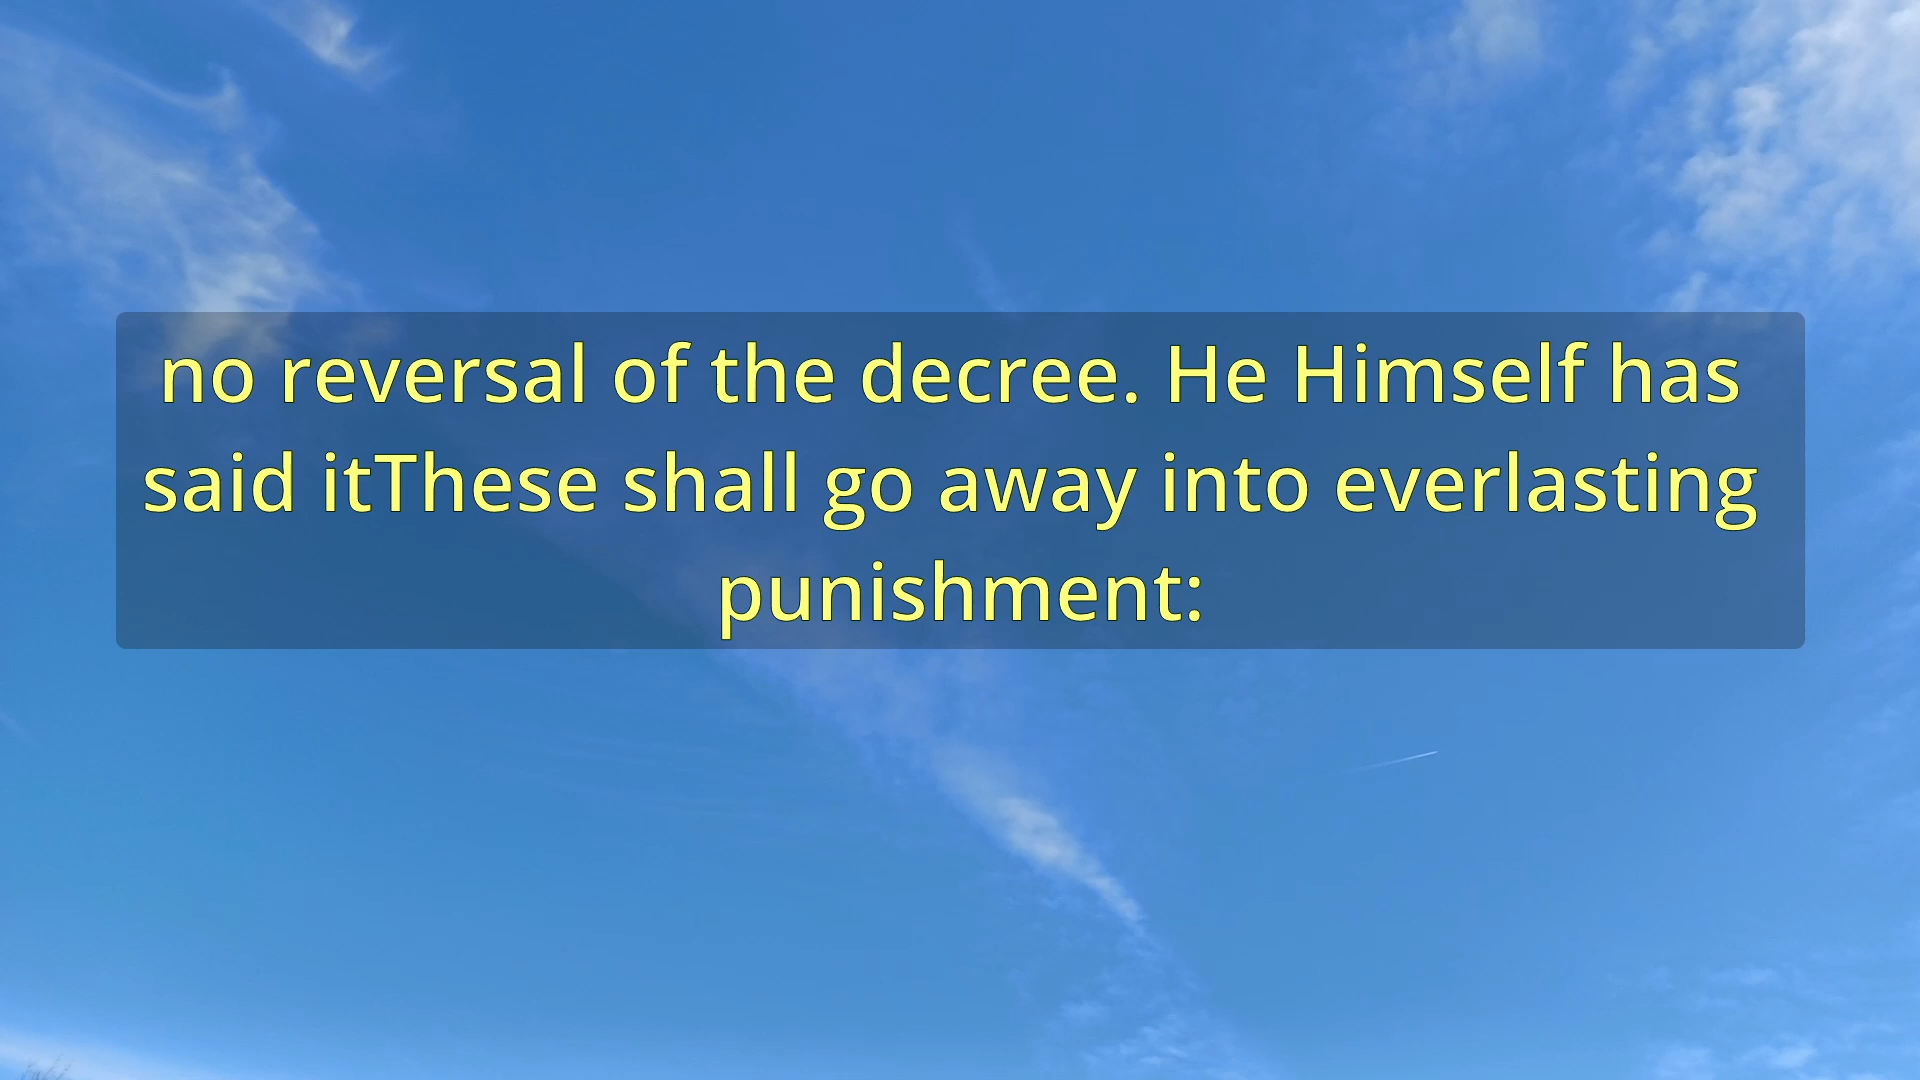 no reversal of the decree. He Himself has
said itThese shall go away into everlasting
punishment: